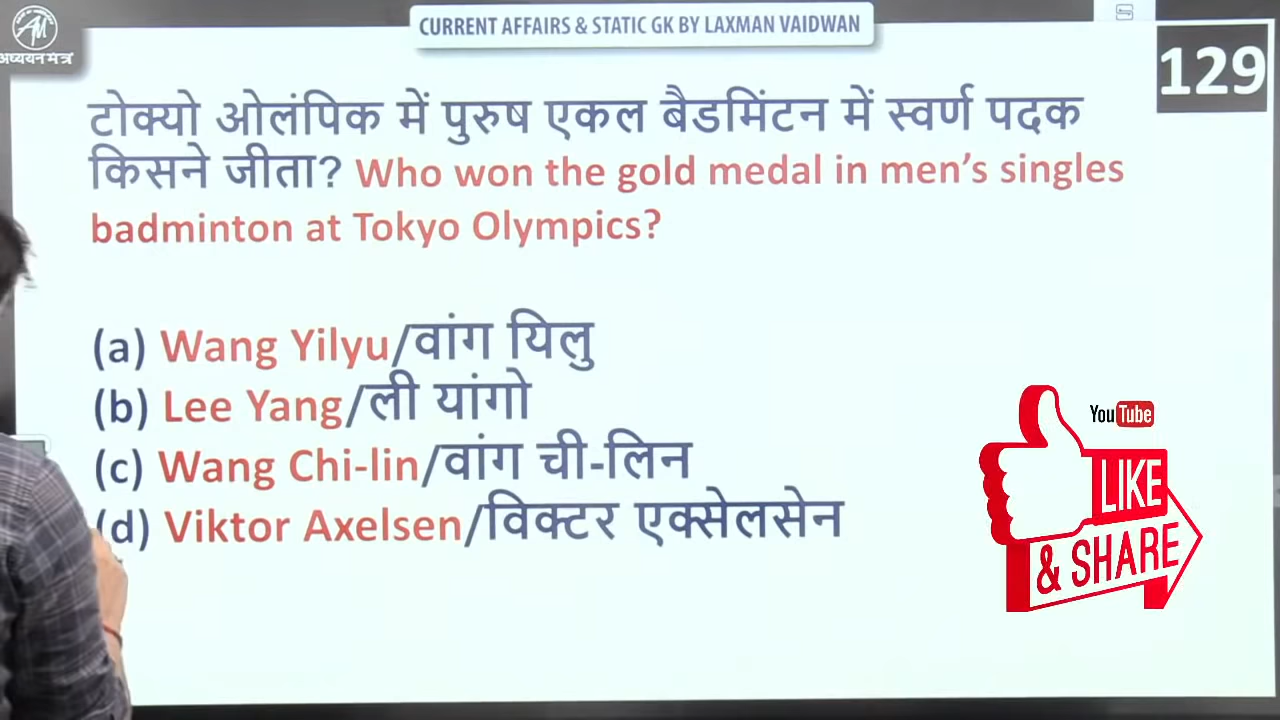 CURRENT AFFAIRS & STATIC GK BY LAXMAN VAIDWAN
अध्ययन मंत्र
129
टोक्यो ओलंपिक में पुरुष एकल बैडमिंटन में स्वर्ण पदक
किसने जीता? Who won the gold medal in men’s singles
badminton at Tokyo Olympics?
(a) Wang Yilyu/वांग यिलु
(b) Lee Yang/ली यांगो
(c) Wang Chi-lin/वांग ची-लिन
(d) Viktor Axelsen/विक्टर एक्सेलसेन
YouTube
LIKE
& SHARE